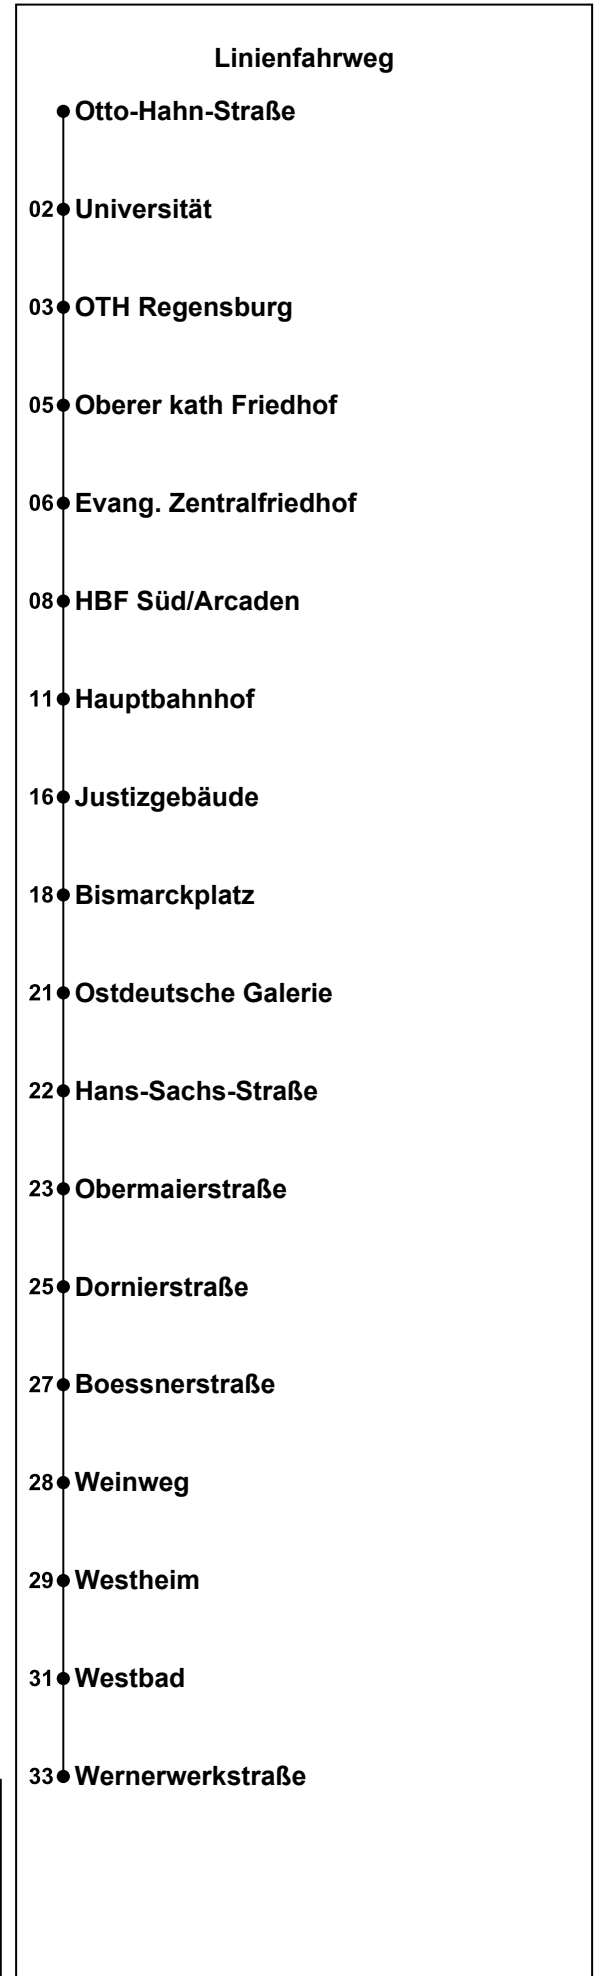 Linienfahrweg
Otto-Hahn-Straße
02 Universität
03 OTH Regensburg
05 Oberer kath Friedhof
06 Evang. Zentralfriedhof
08 HBF Süd/Arcaden
11 Hauptbahnhof
16 Justizgebäude
18 Bismarckplatz
21 Ostdeutsche Galerie
22 Hans-Sachs-Straße
23 Obermaierstraße
25 Dornierstraße
27 Boessnerstraße
28 Weinweg
29 Westheim
31 Westbad
33 Wernerwerkstraße